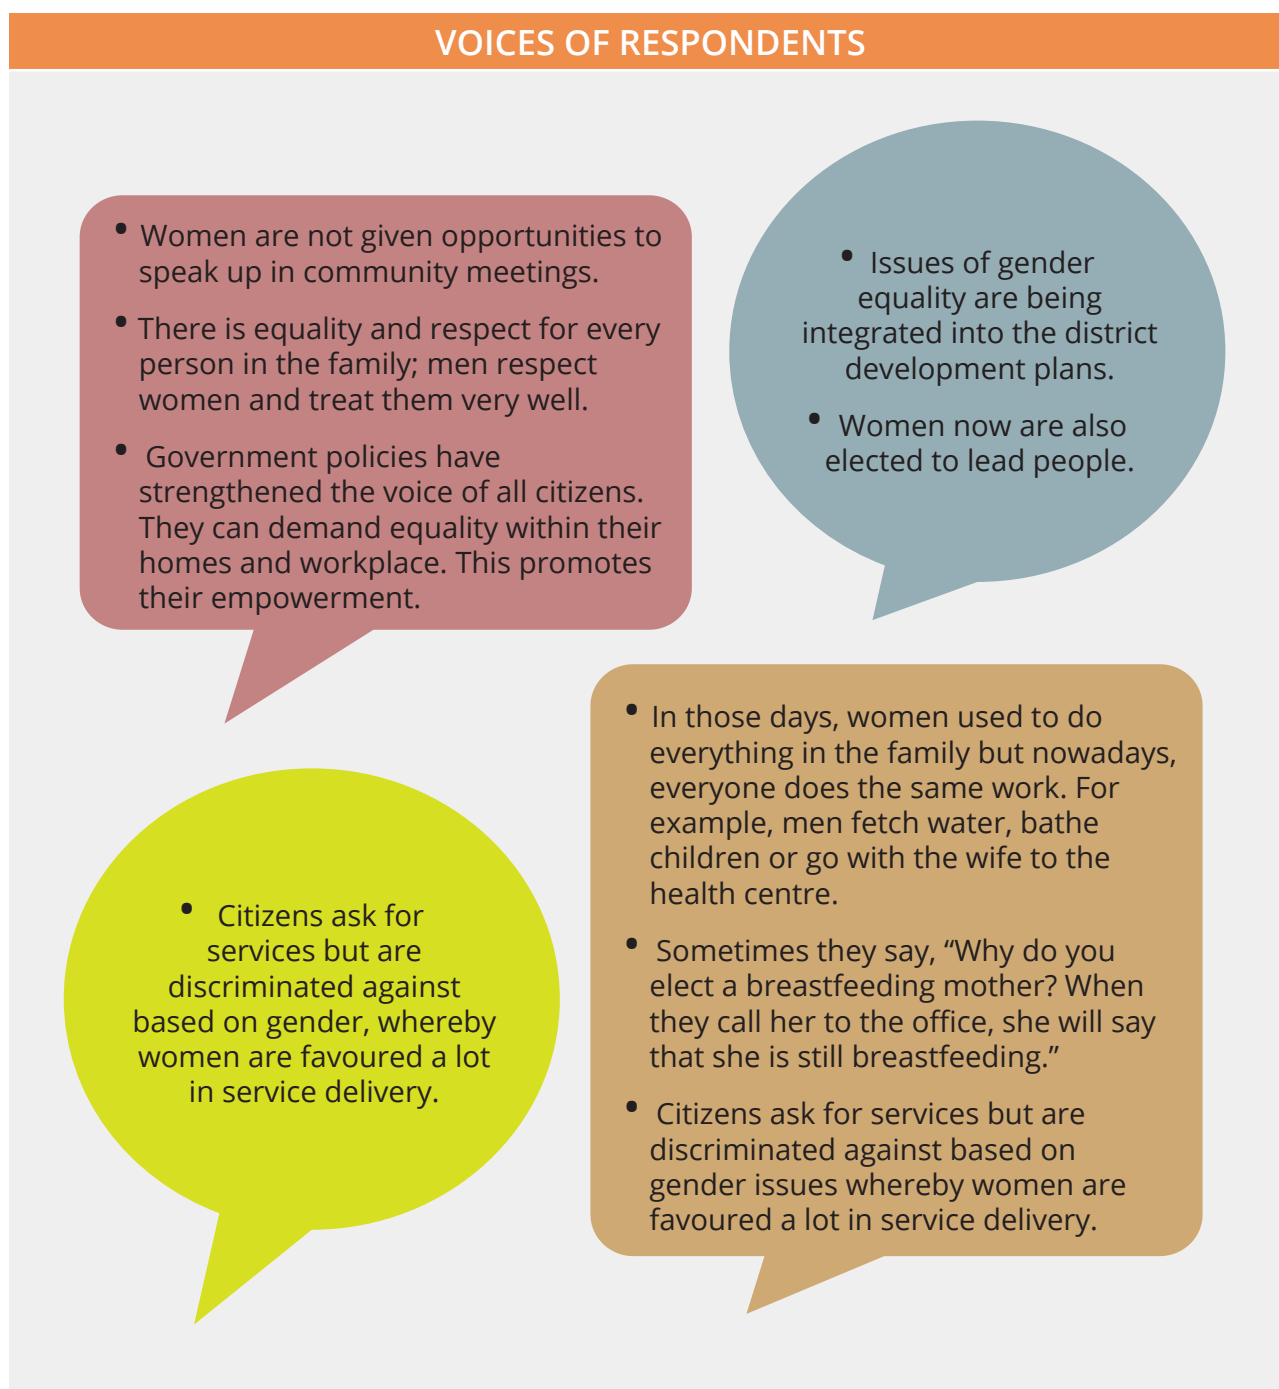 VOICES OF RESPONDENTS
• Women are not given opportunities to
speak up in community meetings.
• There is equality and respect for every
person in the family; men respect
women and treat them very well.
• Government policies have
strengthened the voice of all citizens.
They can demand equality within their
homes and workplace. This promotes
their empowerment.
• Issues of gender
equality are being
integrated into the district
development plans.
• Women now are also
elected to lead people.
• Citizens ask for
services but are
discriminated against
based on gender, whereby
women are favoured a lot
in service delivery.
• In those days, women used to do
everything in the family but nowadays,
everyone does the same work. For
example, men fetch water, bathe
children or go with the wife to the
health centre.
• Sometimes they say, “Why do you
elect a breastfeeding mother? When
they call her to the office, she will say
that she is still breastfeeding.”
• Citizens ask for services but are
discriminated against based on
gender issues whereby women are
favoured a lot in service delivery.